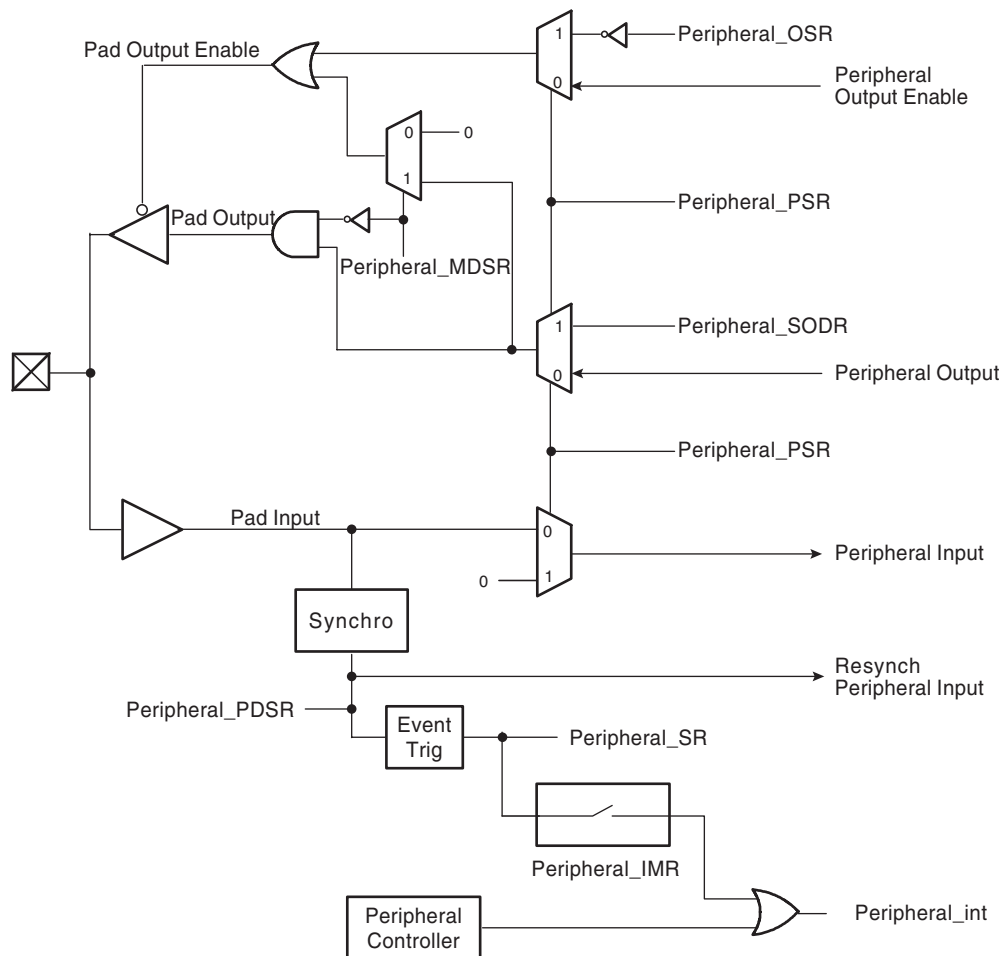 Pad Output Enable
1
Peripheral_OSR
0
Peripheral
Output Enable
0
0
1
Pad Output
Peripheral_PSR
Peripheral_MDSR
1
Peripheral_SODR
0
Peripheral Output
Peripheral_PSR
Pad Input
0
Peripheral Input
0
1
Synchro
Resynch
Peripheral Input
Peripheral_PDSR
Event
Trig
Peripheral_SR
Peripheral_IMR
Peripheral
Controller
Peripheral_int